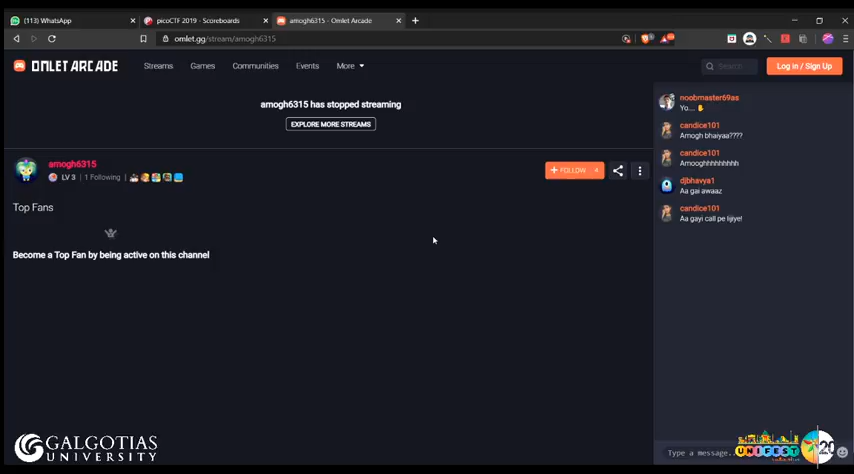 (113) WhatsApp
picoCTF 2019 - Scoreboards
amogh6315 - Omlet Arcade
omlet.gg/stream/amogh6315
OMLET ARCADE
Streams
Games
Communities
Events
More
Search
Log in / Sign Up
amogh6315 has stopped streaming
EXPLORE MORE STREAMS
amogh6315
LV 3 | 1 Following |
+ FOLLOW 4
Top Fans
Become a Top Fan by being active on this channel
noobmaster69as
Yo....
candice101
Amogh bhaiyaa????
candice101
Amooghhhhhhhh
djbhavya1
Aa gai awaaz
candice101
Aa gayi call pe lijiye!
Type a message..
GALGOTIAS
UNIVERSITY
UNIFEST
20